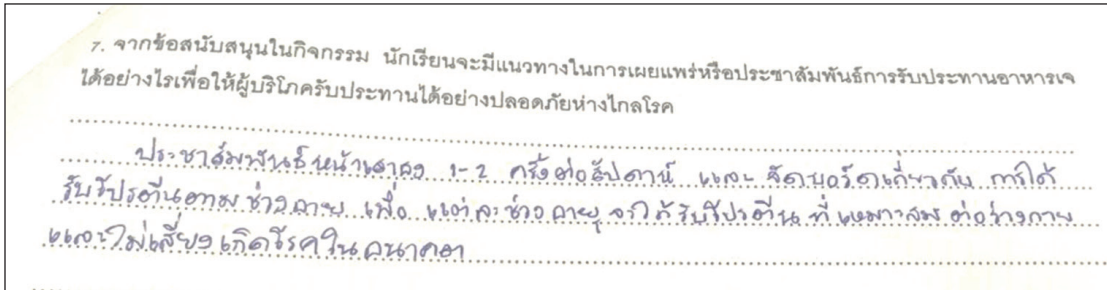 7. จากข้อสนับสนุนในกิจกรรม นักเรียนจะมีแนวทางในการเผยแพร่หรือประชาสัมพันธ์การรับประทานอาหารเจ
ได้อย่างไรเพื่อให้ผู้บริโภครับประทานได้อย่างปลอดภัยห่างไกลโรค
ประชาสัมพันธ์หน้าเสาธง 1-2 ครั้งต่อสัปดาห์ และ จัดบอร์ดเกี่ยวกับ การได้
รับโปรตีนตามช่วงอายุ เพื่อ แต่ละช่วงอายุจะได้รับโปรตีน ที่เหมาะสมต่อร่างกาย
และไม่เสี่ยงเกิดโรคในอนาคต